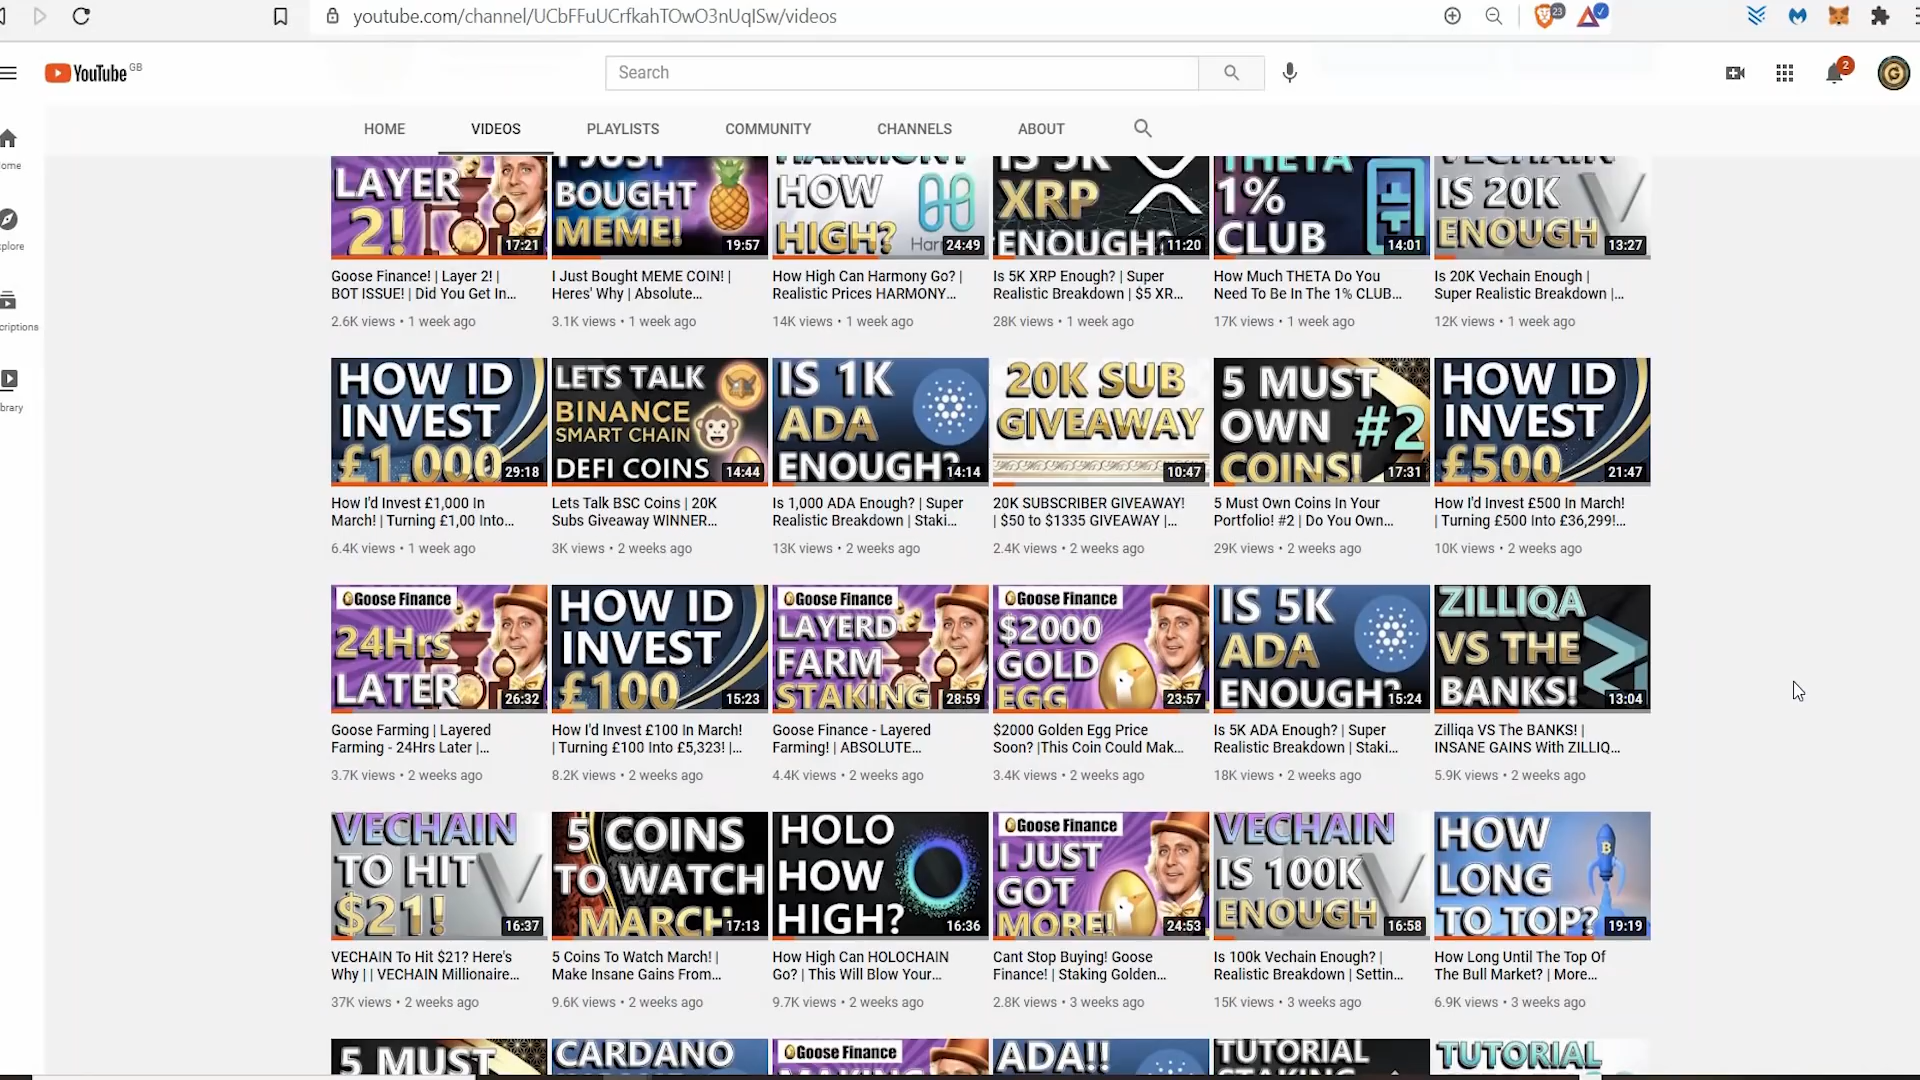 youtube.com/channel/UCbFFuUCrfkahTOwO3nUqISw/videos
23
YouTube GB
Search
2
G
HOME
VIDEOS
PLAYLISTS
COMMUNITY
CHANNELS
ABOUT
ome
plore
criptions
brary
LAYER
2!
17:21
Goose Finance! | Layer 2! |
BOT ISSUE! | Did You Get In...
2.6K views • 1 week ago
I JUST
BOUGHT
MEME!
19:57
I Just Bought MEME COIN! |
Heres' Why | Absolute...
3.1K views • 1 week ago
HARMONY
HOW
HIGH?
Har
24:49
How High Can Harmony Go? |
Realistic Prices HARMONY...
14K views • 1 week ago
IS 5K
XRP
ENOUGH?
11:20
Is 5K XRP Enough? | Super
Realistic Breakdown | $5 XR...
28K views • 1 week ago
THETA
1%
CLUB
14:01
How Much THETA Do You
Need To Be In The 1% CLUB...
17K views • 1 week ago
VECHAIN
IS 20K
ENOUGH
13:27
Is 20K Vechain Enough |
Super Realistic Breakdown |...
12K views • 1 week ago
HOW ID
INVEST
£1,000
29:18
How I'd Invest £1,000 In
March! | Turning £1,00 Into...
6.4K views • 1 week ago
LETS TALK
BINANCE
SMART CHAIN
DEFI COINS
14:44
Lets Talk BSC Coins | 20K
Subs Giveaway WINNER...
3K views • 2 weeks ago
IS 1K
ADA
ENOUGH?
14:14
Is 1,000 ADA Enough? | Super
Realistic Breakdown | Staki...
13K views • 2 weeks ago
20K SUB
GIVEAWAY
10:47
20K SUBSCRIBER GIVEAWAY!
| $50 to $1335 GIVEAWAY |...
2.4K views • 2 weeks ago
5 MUST
OWN #2
COINS!
17:31
5 Must Own Coins In Your
Portfolio! #2 | Do You Own...
29K views • 2 weeks ago
HOW ID
INVEST
£500
21:47
How I'd Invest £500 In March!
| Turning £500 Into £36,299!...
10K views • 2 weeks ago
Goose Finance
24Hrs
LATER
26:32
Goose Farming | Layered
Farming - 24Hrs Later |...
3.7K views • 2 weeks ago
HOW ID
INVEST
£100
15:23
How I'd Invest £100 In March!
| Turning £100 Into £5,323! |...
8.2K views • 2 weeks ago
Goose Finance
LAYERD
FARM
STAKING
28:59
Goose Finance - Layered
Farming! | ABSOLUTE...
4.4K views • 2 weeks ago
Goose Finance
$2000
GOLD
EGG
23:57
$2000 Golden Egg Price
Soon? |This Coin Could Mak...
3.4K views • 2 weeks ago
IS 5K
ADA
ENOUGH?
15:24
Is 5K ADA Enough? | Super
Realistic Breakdown | Staki...
18K views • 2 weeks ago
ZILLIQA
VS THE
BANKS!
13:04
Zilliqa VS The BANKS! |
INSANE GAINS With ZILLIQ...
5.9K views • 2 weeks ago
VECHAIN
TO HIT
$21!
16:37
VECHAIN To Hit $21? Here's
Why | | VECHAIN Millionaire...
37K views • 2 weeks ago
5 COINS
TO WATCH
MARCH
17:13
5 Coins To Watch March! |
Make Insane Gains From...
9.6K views • 2 weeks ago
HOLO
HOW
HIGH?
16:36
How High Can HOLOCHAIN
Go? | This Will Blow Your...
9.7K views • 2 weeks ago
Goose Finance
I JUST
GOT
MORE!
24:53
Cant Stop Buying! Goose
Finance! | Staking Golden...
2.8K views • 3 weeks ago
VECHAIN
IS 100K
ENOUGH
16:58
Is 100k Vechain Enough? |
Realistic Breakdown | Settin...
15K views • 3 weeks ago
HOW
LONG
TO TOP?
B
19:19
How Long Until The Top Of
The Bull Market? | More...
6.9K views • 3 weeks ago
5 MUST
CARDANO
Goose Finance
ADA!!
TUTORIAL
TUTORIAL